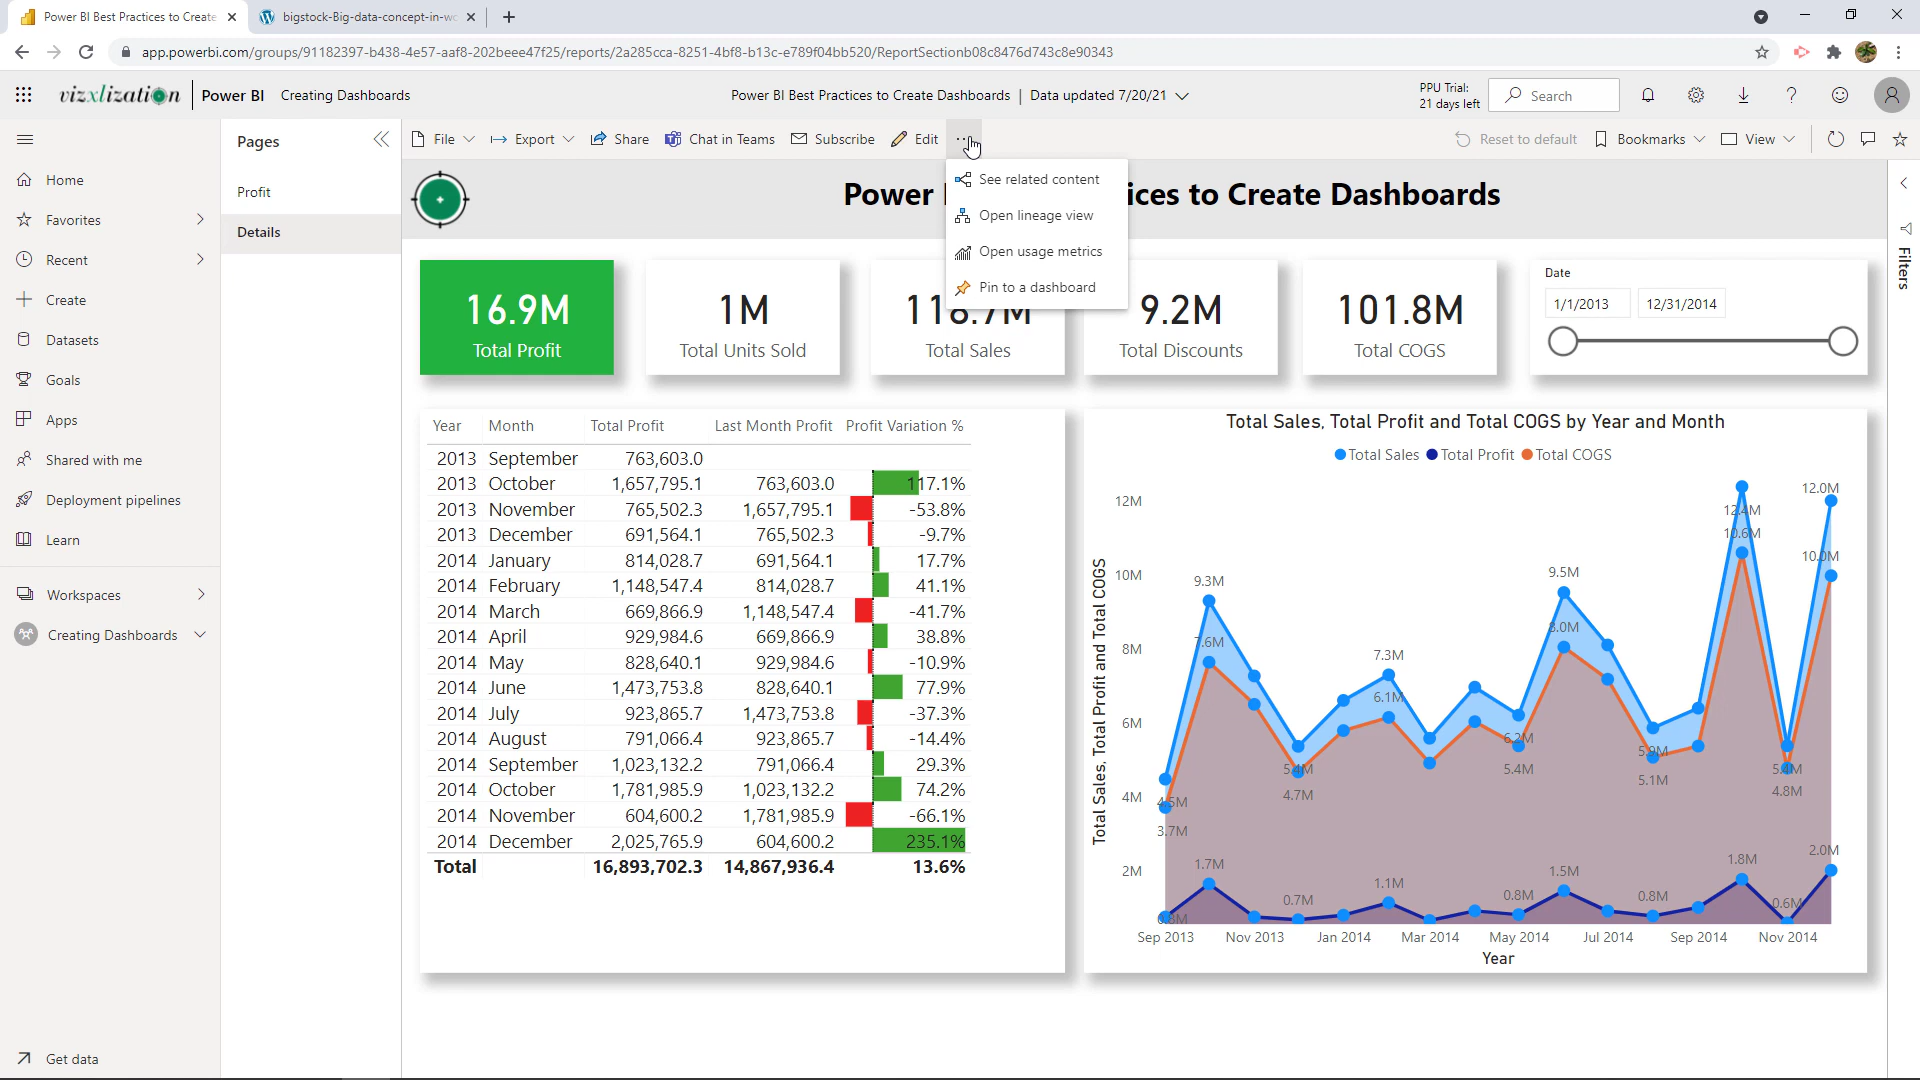 Power BI Best Practices to Create
bigstock-Big-data-concept-in-wo
app.powerbi.com/groups/91182397-b438-4e57-aaf8-202beee47f25/reports/2a285cca-8251-4bf8-b13c-e789f04bb520/ReportSectionb08c8476d743c8e90343
vizxlization Power BI Creating Dashboards
Power BI Best Practices to Create Dashboards | Data updated 7/20/21
PPU Trial:
21 days left
Search
Home
Favorites
Recent
Create
Datasets
Goals
Apps
Shared with me
Deployment pipelines
Learn
Workspaces
Creating Dashboards
Get data
Pages
Profit
Details
File Export Share Chat in Teams Subscribe Edit ...
Reset to default Bookmarks View
See related content
Open lineage view
Open usage metrics
Pin to a dashboard
Power ices to Create Dashboards
16.9M
Total Profit
1M
Total Units Sold
118.7M
Total Sales
9.2M
Total Discounts
101.8M
Total COGS
Date
1/1/2013 12/31/2014
Filters
Year Month Total Profit Last Month Profit Profit Variation %
2013 September 763,603.0
2013 October 1,657,795.1 763,603.0 117.1%
2013 November 765,502.3 1,657,795.1 -53.8%
2013 December 691,564.1 765,502.3 -9.7%
2014 January 814,028.7 691,564.1 17.7%
2014 February 1,148,547.4 814,028.7 41.1%
2014 March 669,866.9 1,148,547.4 -41.7%
2014 April 929,984.6 669,866.9 38.8%
2014 May 828,640.1 929,984.6 -10.9%
2014 June 1,473,753.8 828,640.1 77.9%
2014 July 923,865.7 1,473,753.8 -37.3%
2014 August 791,066.4 923,865.7 -14.4%
2014 September 1,023,132.2 791,066.4 29.3%
2014 October 1,781,985.9 1,023,132.2 74.2%
2014 November 604,600.2 1,781,985.9 -66.1%
2014 December 2,025,765.9 604,600.2 235.1%
Total 16,893,702.3 14,867,936.4 13.6%
Total Sales, Total Profit and Total COGS by Year and Month
Total Sales Total Profit Total COGS
Total Sales, Total Profit and Total COGS
12M
10M
8M
6M
4M
2M
12.0M
12.4M
10.6M
10.0M
9.3M
9.5M
7.6M
8.0M
7.3M
6.1M
6.2M
5.9M
5.4M
5.4M
5.4M
4.7M
5.1M
4.8M
4.5M
3.7M
1.7M
1.8M
2.0M
1.1M
1.5M
0.7M
0.8M
0.8M
0.6M
0.8M
Sep 2013 Nov 2013 Jan 2014 Mar 2014 May 2014 Jul 2014 Sep 2014 Nov 2014
Year